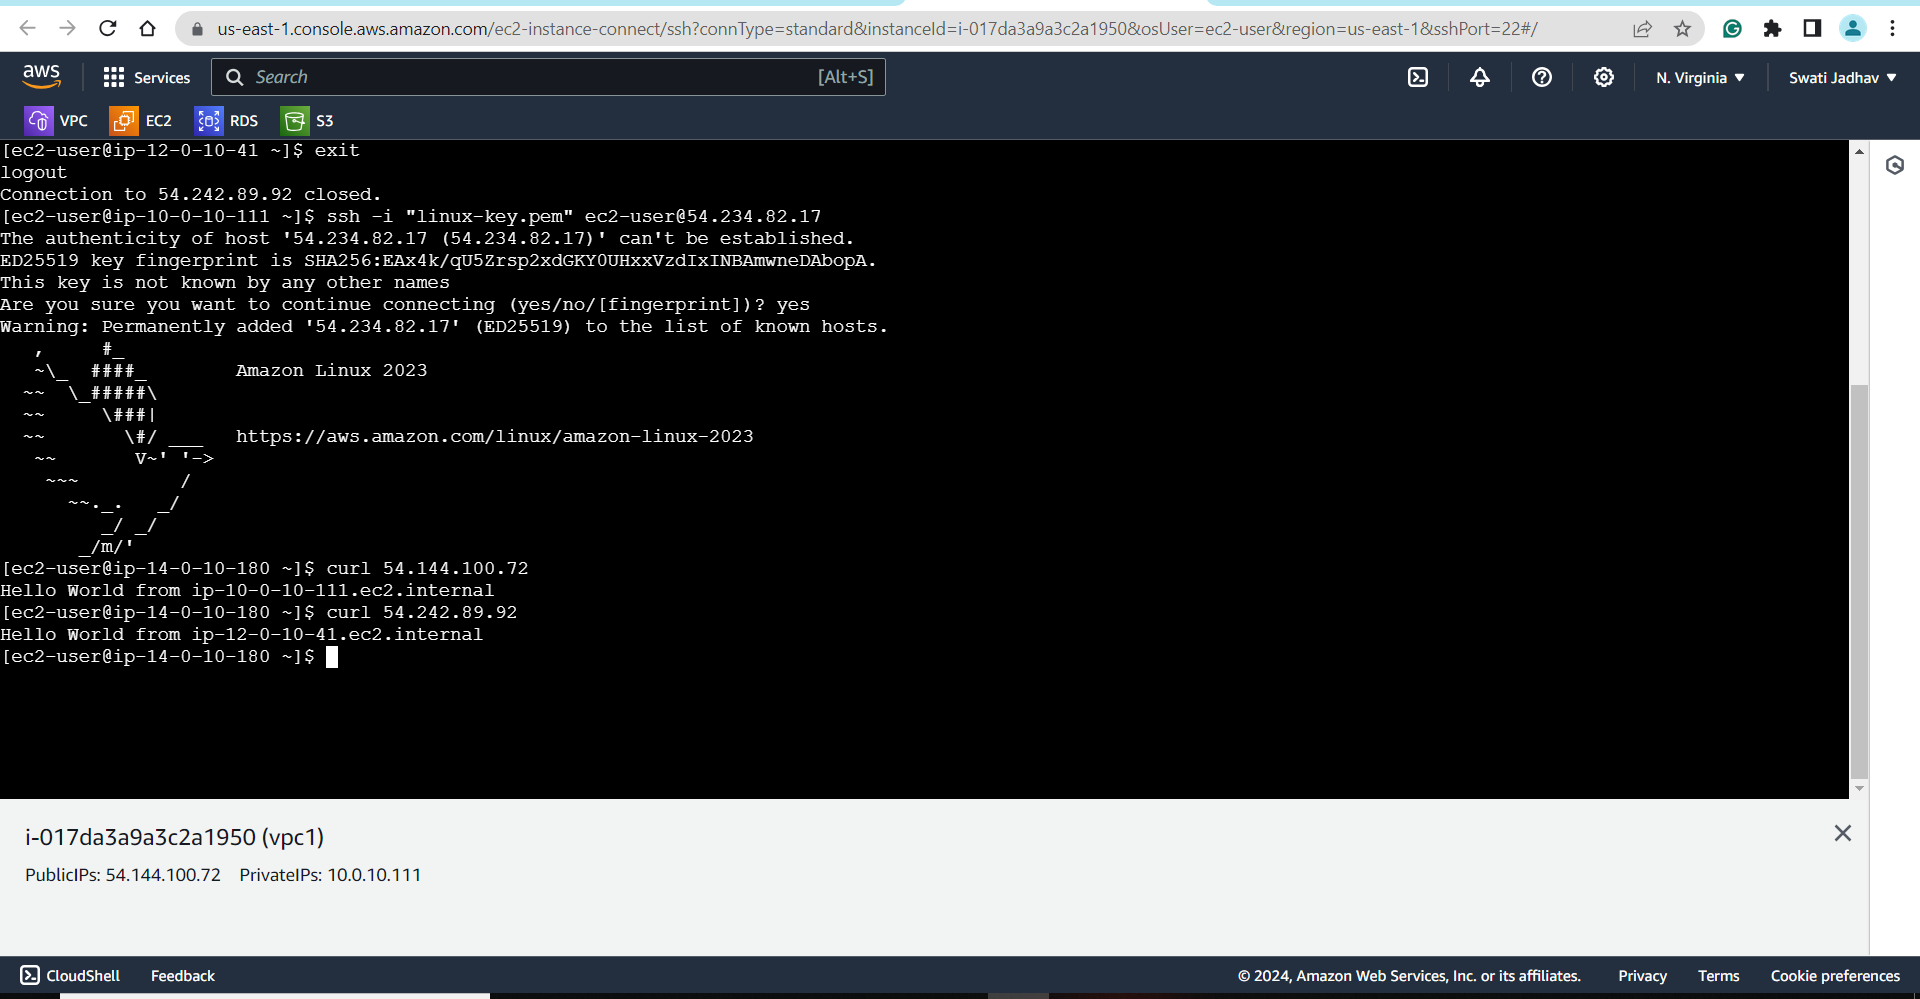 us-east-1.console.aws.amazon.com/ec2-instance-connect/ssh?connType=standard&instanceId=i-017da3a9a3c2a1950&osUser=ec2-user&region=us-east-1&sshPort=22#/
aws Services Search [Alt+S] N. Virginia ▼ Swati Jadhav ▼
VPC EC2 RDS S3
[ec2-user@ip-12-0-10-41 ~]$ exit
logout
Connection to 54.242.89.92 closed.
[ec2-user@ip-10-0-10-111 ~]$ ssh -i "linux-key.pem" ec2-user@54.234.82.17
The authenticity of host '54.234.82.17 (54.234.82.17)' can't be established.
ED25519 key fingerprint is SHA256:EAx4k/qU5Zrsp2xdGKY0UHxxVzdIxINBAmwneDAbopA.
This key is not known by any other names
Are you sure you want to continue connecting (yes/no/[fingerprint])? yes
Warning: Permanently added '54.234.82.17' (ED25519) to the list of known hosts.
   ,     #_
   ~\_  ####_        Amazon Linux 2023
  ~~  \_#####\
  ~~     \###|
  ~~       \#/ ___   https://aws.amazon.com/linux/amazon-linux-2023
   ~~       V~' '->
    ~~~         /
      ~~._.   _/
         _/ _/
       _/m/'
[ec2-user@ip-14-0-10-180 ~]$ curl 54.144.100.72
Hello World from ip-10-0-10-111.ec2.internal
[ec2-user@ip-14-0-10-180 ~]$ curl 54.242.89.92
Hello World from ip-12-0-10-41.ec2.internal
[ec2-user@ip-14-0-10-180 ~]$
i-017da3a9a3c2a1950 (vpc1)
PublicIPs: 54.144.100.72 PrivateIPs: 10.0.10.111
CloudShell Feedback © 2024, Amazon Web Services, Inc. or its affiliates. Privacy Terms Cookie preferences